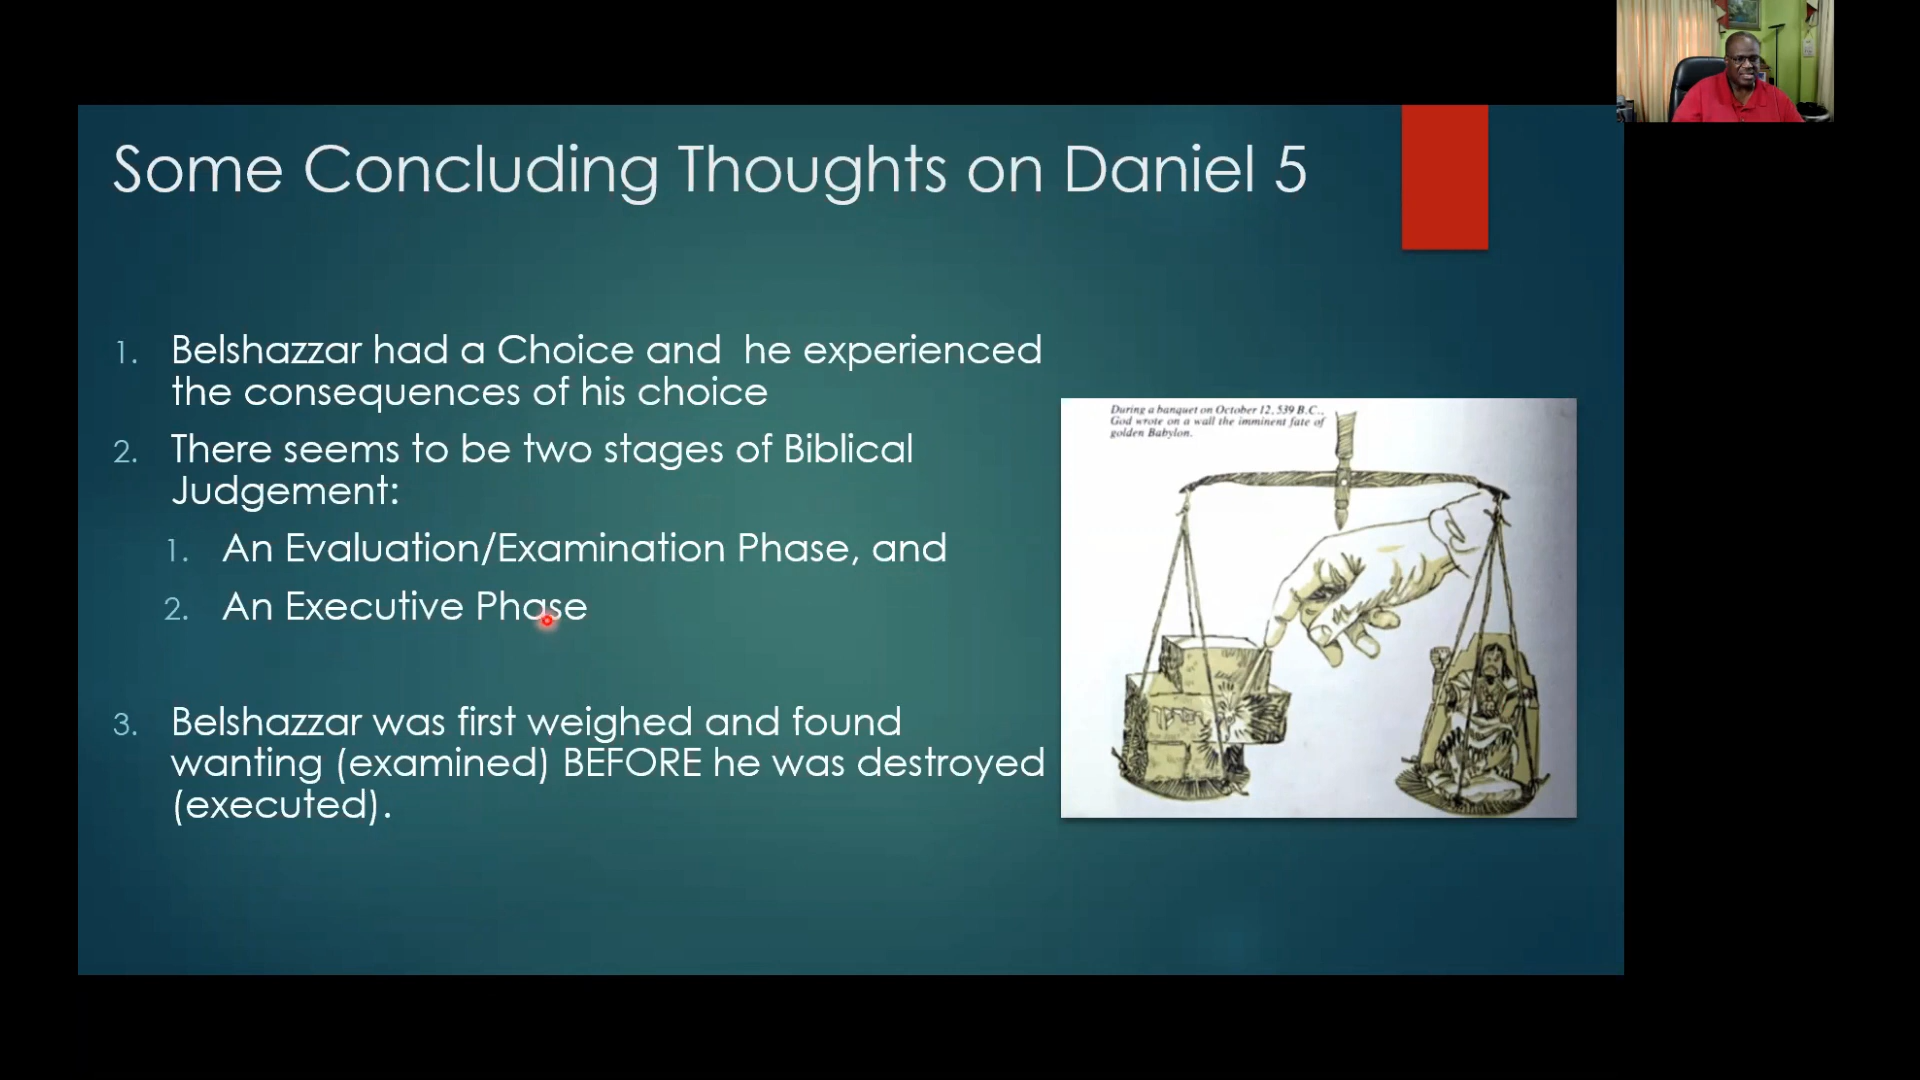 Some Concluding Thoughts on Daniel 5
1. Belshazzar had a Choice and he experienced
the consequences of his choice
2. There seems to be two stages of Biblical
Judgement:
1. An Evaluation/Examination Phase, and
2. An Executive Phase
3. Belshazzar was first weighed and found
wanting (examined) BEFORE he was destroyed
(executed).
During a banquet on October 12, 539 B.C.,
God wrote on a wall the imminent fate of
golden Babylon.